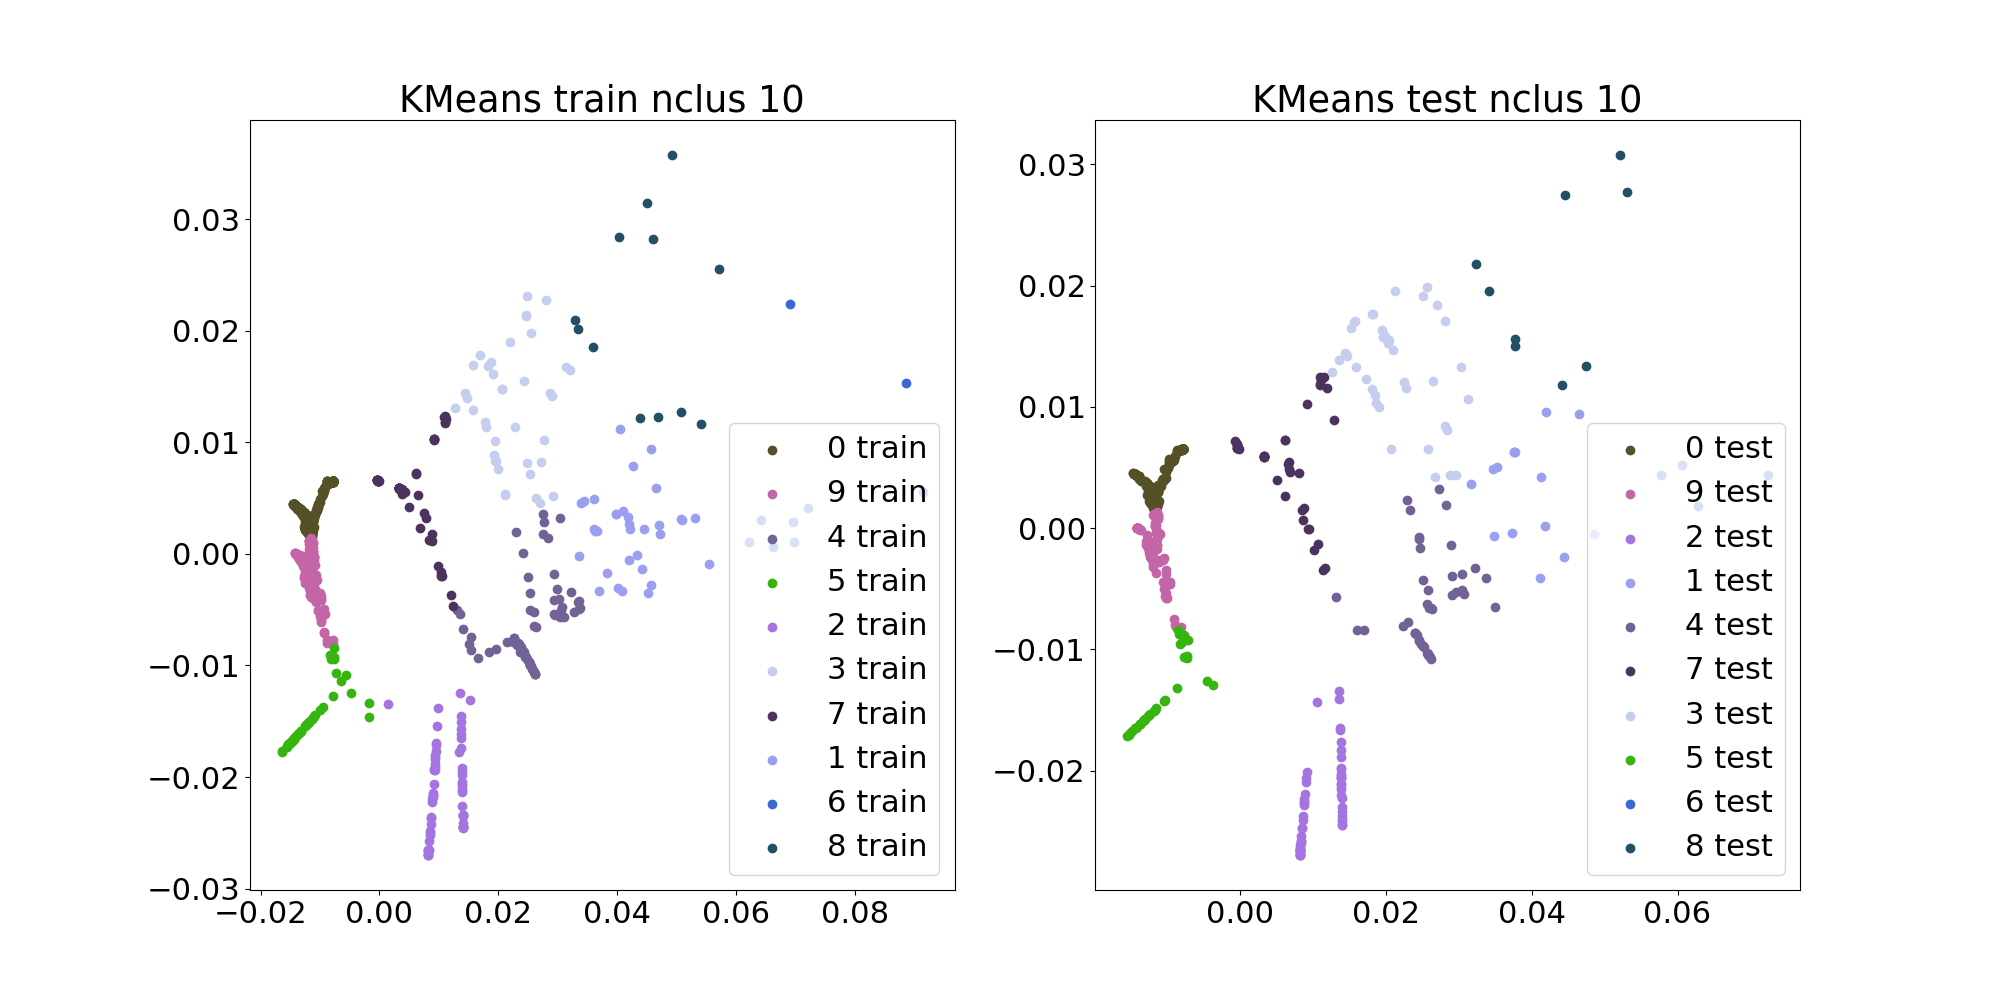 KMeans train nclus 10
0.03
0.02
0.01
0.00
−0.01
−0.02
−0.03
−0.02 0.00 0.02 0.04 0.06 0.08
0 train
9 train
4 train
5 train
2 train
3 train
7 train
1 train
6 train
8 train
KMeans test nclus 10
0.03
0.02
0.01
0.00
−0.01
−0.02
0.00 0.02 0.04 0.06
0 test
9 test
2 test
1 test
4 test
7 test
3 test
5 test
6 test
8 test